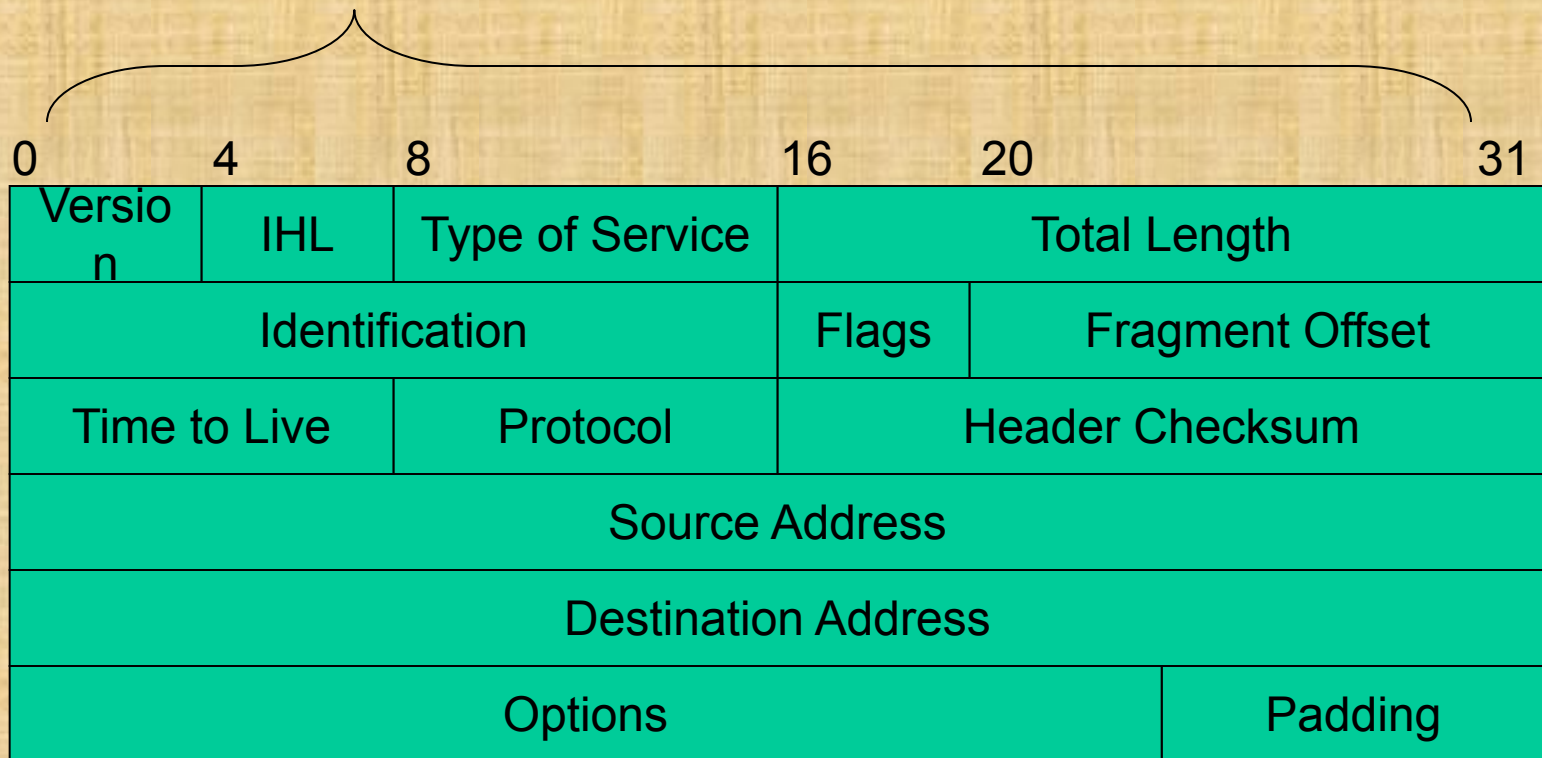 0 4 8 16 20 31
Versio
n IHL Type of Service Total Length
Identification Flags Fragment Offset
Time to Live Protocol Header Checksum
Source Address
Destination Address
Options Padding